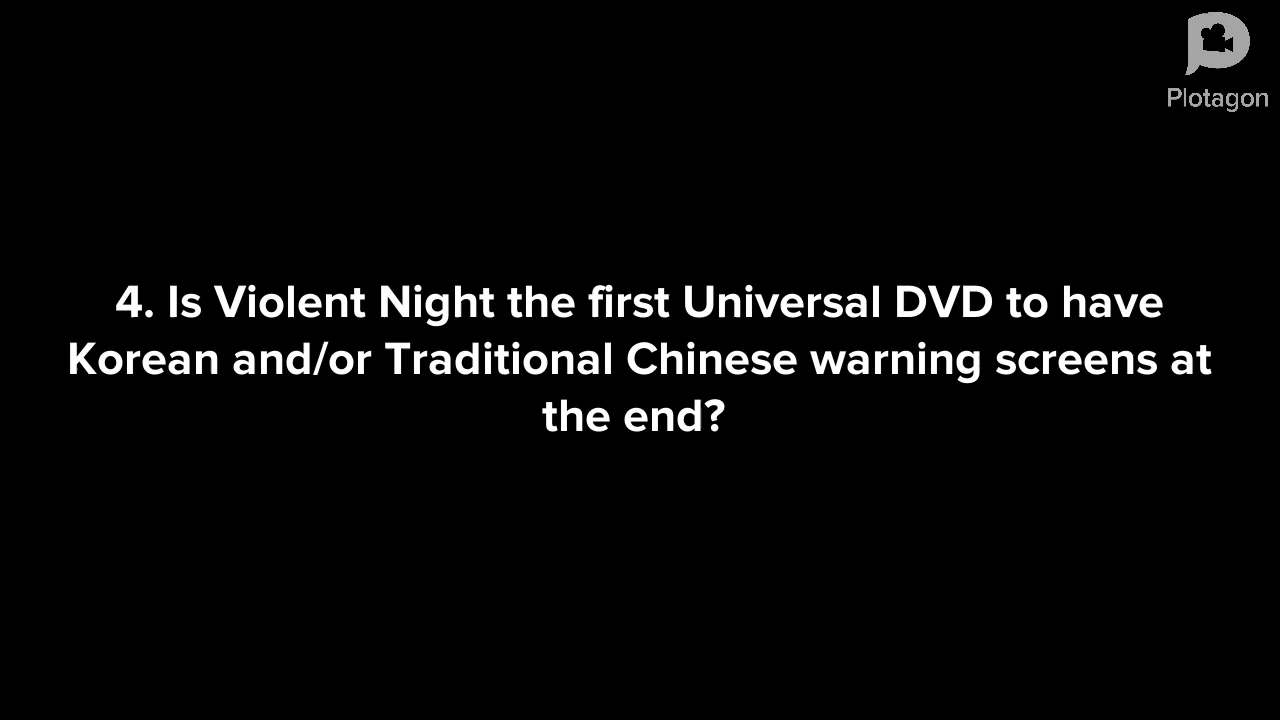 Plotagon
4. Is Violent Night the first Universal DVD to have
Korean and/or Traditional Chinese warning screens at
the end?